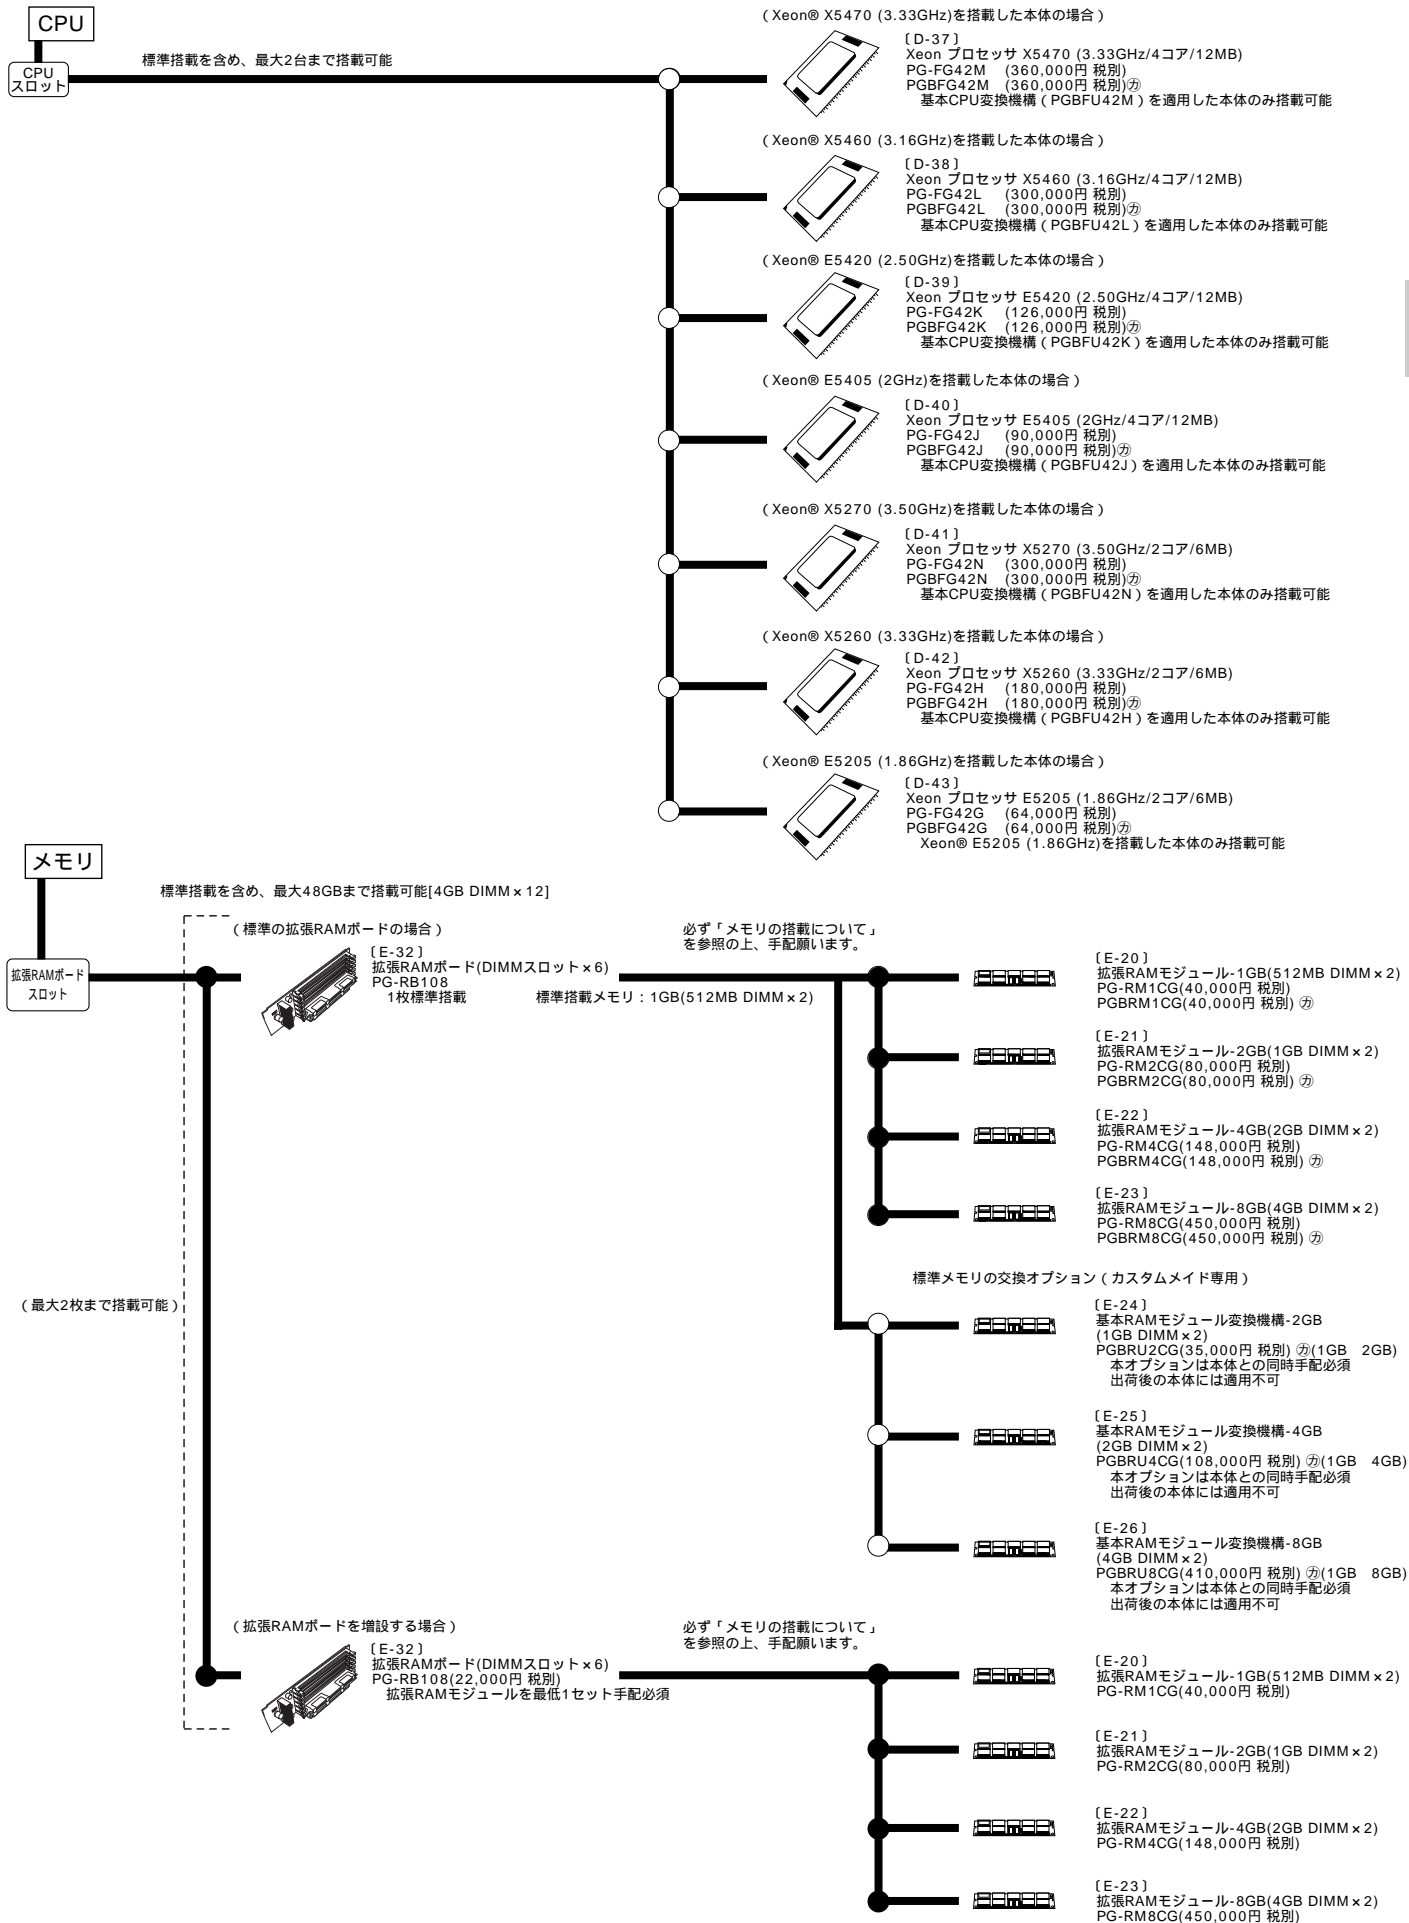 CPU
CPU
スロット
標準搭載を含め、最大2台まで搭載可能
(Xeon® X5470 (3.33GHz)を搭載した本体の場合)
〔D-37〕
Xeon プロセッサ X5470 (3.33GHz/4コア/12MB)
PG-FG42M (360,000円 税別)
PGBFG42M (360,000円 税別)㋕
基本CPU変換機構(PGBFU42M)を適用した本体のみ搭載可能
(Xeon® X5460 (3.16GHz)を搭載した本体の場合)
〔D-38〕
Xeon プロセッサ X5460 (3.16GHz/4コア/12MB)
PG-FG42L (300,000円 税別)
PGBFG42L (300,000円 税別)㋕
基本CPU変換機構(PGBFU42L)を適用した本体のみ搭載可能
(Xeon® E5420 (2.50GHz)を搭載した本体の場合)
〔D-39〕
Xeon プロセッサ E5420 (2.50GHz/4コア/12MB)
PG-FG42K (126,000円 税別)
PGBFG42K (126,000円 税別)㋕
基本CPU変換機構(PGBFU42K)を適用した本体のみ搭載可能
(Xeon® E5405 (2GHz)を搭載した本体の場合)
〔D-40〕
Xeon プロセッサ E5405 (2GHz/4コア/12MB)
PG-FG42J (90,000円 税別)
PGBFG42J (90,000円 税別)㋕
基本CPU変換機構(PGBFU42J)を適用した本体のみ搭載可能
(Xeon® X5270 (3.50GHz)を搭載した本体の場合)
〔D-41〕
Xeon プロセッサ X5270 (3.50GHz/2コア/6MB)
PG-FG42N (300,000円 税別)
PGBFG42N (300,000円 税別)㋕
基本CPU変換機構(PGBFU42N)を適用した本体のみ搭載可能
(Xeon® X5260 (3.33GHz)を搭載した本体の場合)
〔D-42〕
Xeon プロセッサ X5260 (3.33GHz/2コア/6MB)
PG-FG42H (180,000円 税別)
PGBFG42H (180,000円 税別)㋕
基本CPU変換機構(PGBFU42H)を適用した本体のみ搭載可能
(Xeon® E5205 (1.86GHz)を搭載した本体の場合)
〔D-43〕
Xeon プロセッサ E5205 (1.86GHz/2コア/6MB)
PG-FG42G (64,000円 税別)
PGBFG42G (64,000円 税別)㋕
Xeon® E5205 (1.86GHz)を搭載した本体のみ搭載可能
メモリ
標準搭載を含め、最大48GBまで搭載可能[4GB DIMM×12]
拡張RAMボード
スロット
(最大2枚まで搭載可能)
(標準の拡張RAMボードの場合)
〔E-32〕
拡張RAMボード(DIMMスロット×6)
PG-RB108
1枚標準搭載
標準搭載メモリ:1GB(512MB DIMM×2)
必ず「メモリの搭載について」
を参照の上、手配願います。
〔E-20〕
拡張RAMモジュール-1GB(512MB DIMM×2)
PG-RM1CG(40,000円 税別)
PGBRM1CG(40,000円 税別) ㋕
〔E-21〕
拡張RAMモジュール-2GB(1GB DIMM×2)
PG-RM2CG(80,000円 税別)
PGBRM2CG(80,000円 税別) ㋕
〔E-22〕
拡張RAMモジュール-4GB(2GB DIMM×2)
PG-RM4CG(148,000円 税別)
PGBRM4CG(148,000円 税別) ㋕
〔E-23〕
拡張RAMモジュール-8GB(4GB DIMM×2)
PG-RM8CG(450,000円 税別)
PGBRM8CG(450,000円 税別) ㋕
標準メモリの交換オプション(カスタムメイド専用)
〔E-24〕
基本RAMモジュール変換機構-2GB
(1GB DIMM×2)
PGBRU2CG(35,000円 税別) ㋕(1GB 2GB)
本オプションは本体との同時手配必須
出荷後の本体には適用不可
〔E-25〕
基本RAMモジュール変換機構-4GB
(2GB DIMM×2)
PGBRU4CG(108,000円 税別) ㋕(1GB 4GB)
本オプションは本体との同時手配必須
出荷後の本体には適用不可
〔E-26〕
基本RAMモジュール変換機構-8GB
(4GB DIMM×2)
PGBRU8CG(410,000円 税別) ㋕(1GB 8GB)
本オプションは本体との同時手配必須
出荷後の本体には適用不可
(拡張RAMボードを増設する場合)
〔E-32〕
拡張RAMボード(DIMMスロット×6)
PG-RB108(22,000円 税別)
拡張RAMモジュールを最低1セット手配必須
必ず「メモリの搭載について」
を参照の上、手配願います。
〔E-20〕
拡張RAMモジュール-1GB(512MB DIMM×2)
PG-RM1CG(40,000円 税別)
〔E-21〕
拡張RAMモジュール-2GB(1GB DIMM×2)
PG-RM2CG(80,000円 税別)
〔E-22〕
拡張RAMモジュール-4GB(2GB DIMM×2)
PG-RM4CG(148,000円 税別)
〔E-23〕
拡張RAMモジュール-8GB(4GB DIMM×2)
PG-RM8CG(450,000円 税別)